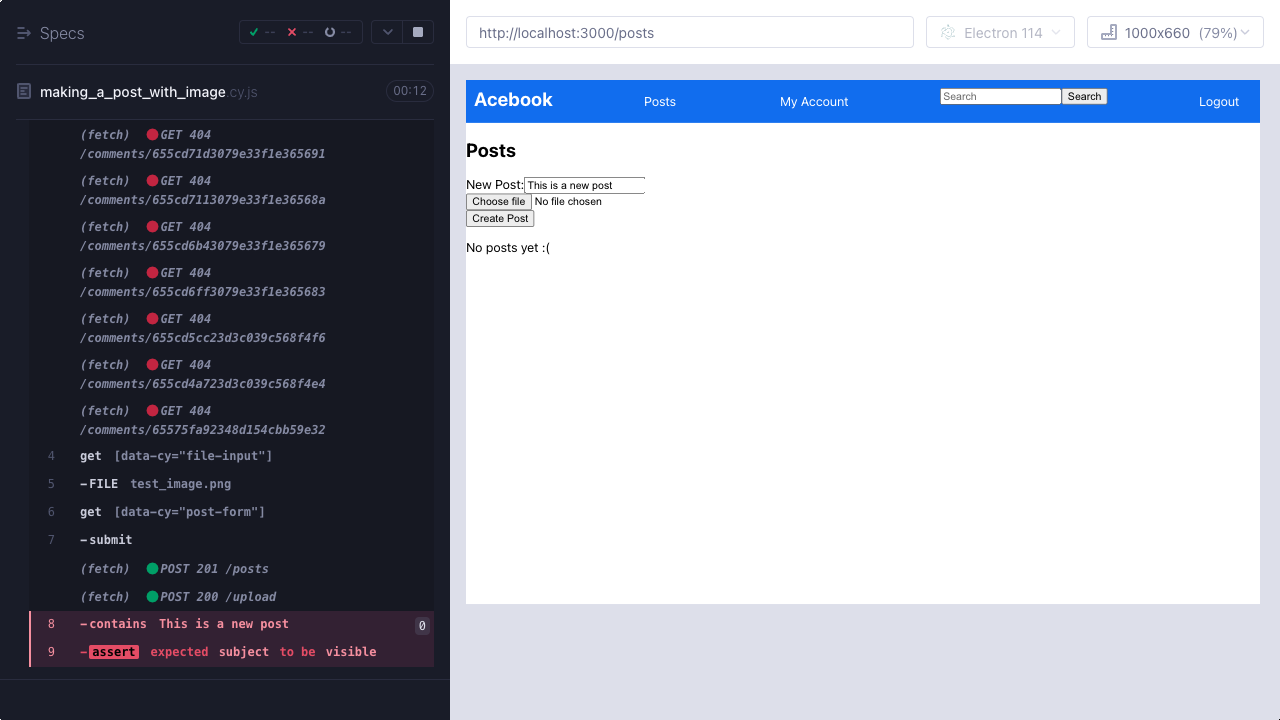 Specs
-- -- --
making_a_post_with_image.cy.js
00:12
(fetch) GET 404
/comments/655cd71d3079e33f1e365691
(fetch) GET 404
/comments/655cd7113079e33f1e36568a
(fetch) GET 404
/comments/655cd6b43079e33f1e365679
(fetch) GET 404
/comments/655cd6ff3079e33f1e365683
(fetch) GET 404
/comments/655cd5cc23d3c039c568f4f6
(fetch) GET 404
/comments/655cd4a723d3c039c568f4e4
(fetch) GET 404
/comments/65575fa92348d154cbb59e32
4 get [data-cy="file-input"]
5 -FILE test_image.png
6 get [data-cy="post-form"]
7 -submit
(fetch) POST 201 /posts
(fetch) POST 200 /upload
8 -contains This is a new post 0
9 -assert expected subject to be visible
http://localhost:3000/posts
Electron 114
1000x660 (79%)
Acebook
Posts
My Account
Search Search
Logout
Posts
New Post: This is a new post
Choose file No file chosen
Create Post
No posts yet :(